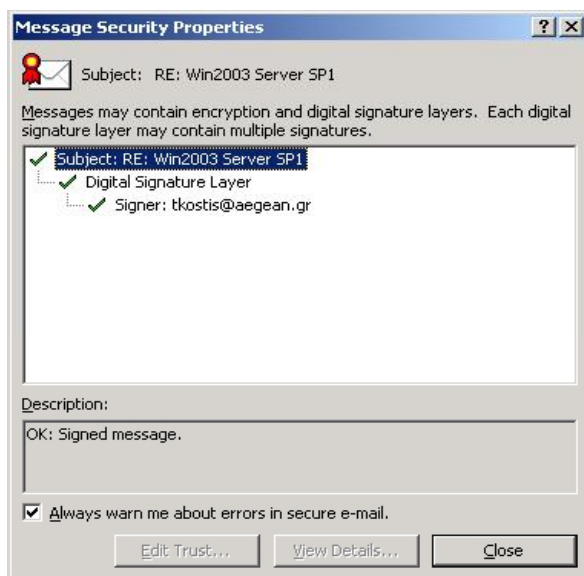 Message Security Properties
Subject: RE: Win2003 Server SP1
Messages may contain encryption and digital signature layers. Each digital
signature layer may contain multiple signatures.
Subject: RE: Win2003 Server SP1
Digital Signature Layer
Signer: tkostis@aegean.gr
Description:
OK: Signed message.
Always warn me about errors in secure e-mail.
Edit Trust... View Details... Close